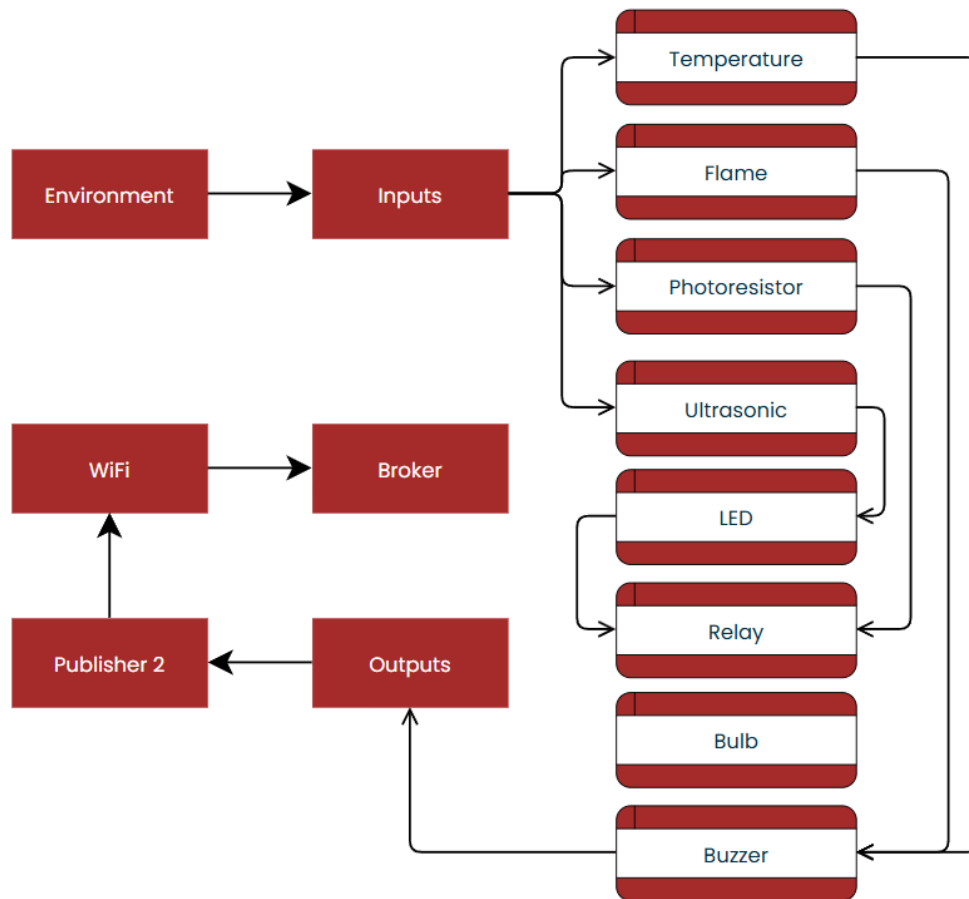 Temperature
Flame
Environment
Inputs
Photoresistor
Ultrasonic
WiFi
Broker
LED
Relay
Publisher 2
Outputs
Bulb
Buzzer